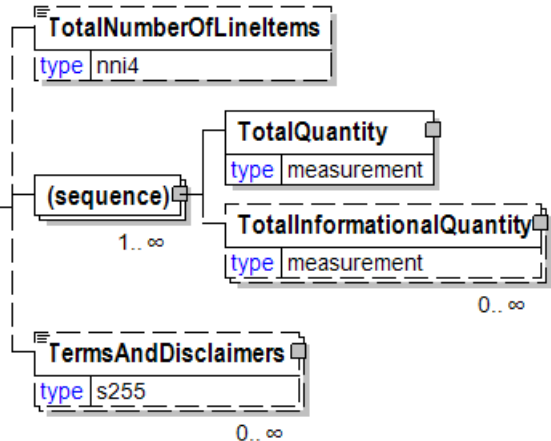 TotalNumberOfLineItems
type nni4
TotalQuantity
type measurement
(sequence)
1.. ∞
TotalInformationalQuantity
type measurement
0.. ∞
TermsAndDisclaimers
type s255
0.. ∞